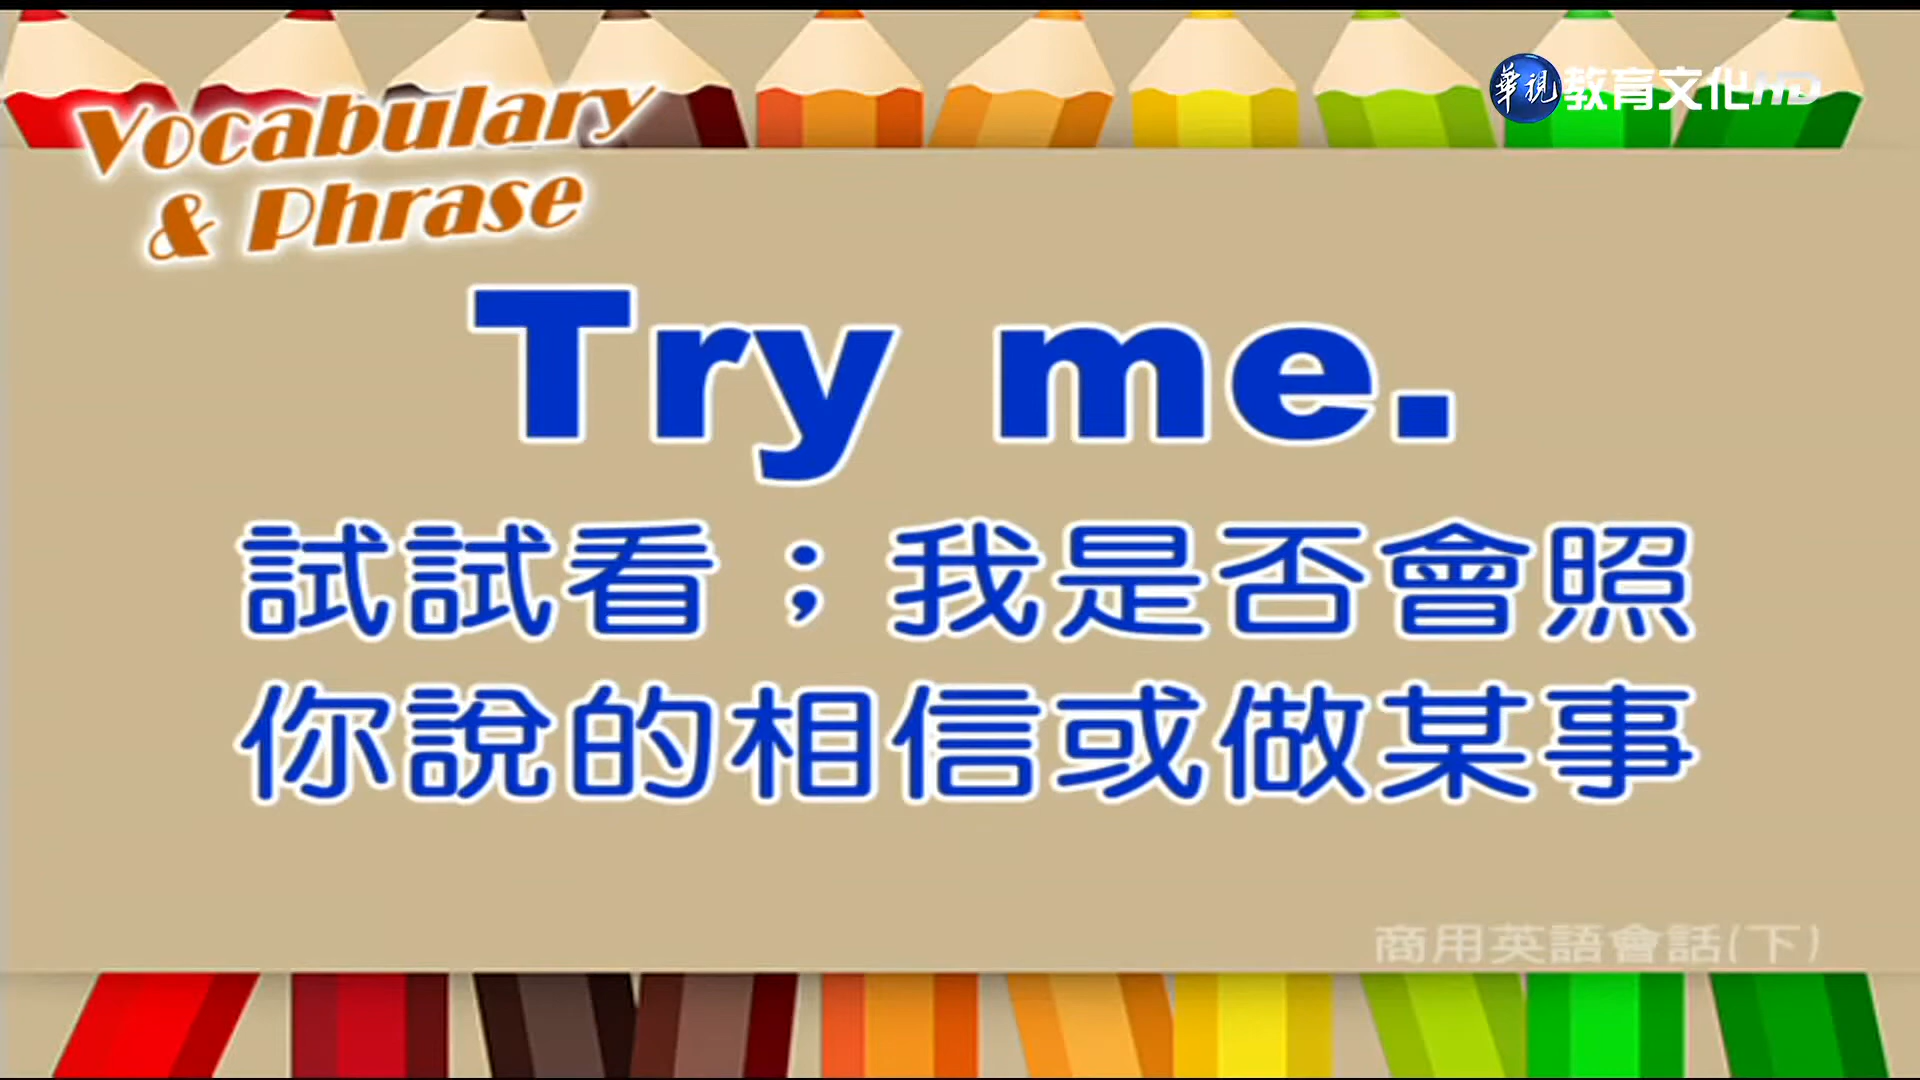 華視 教育文化HD
Vocabulary
& Phrase
Try me.
試試看；我是否會照
你說的相信或做某事
商用英語會話(下)